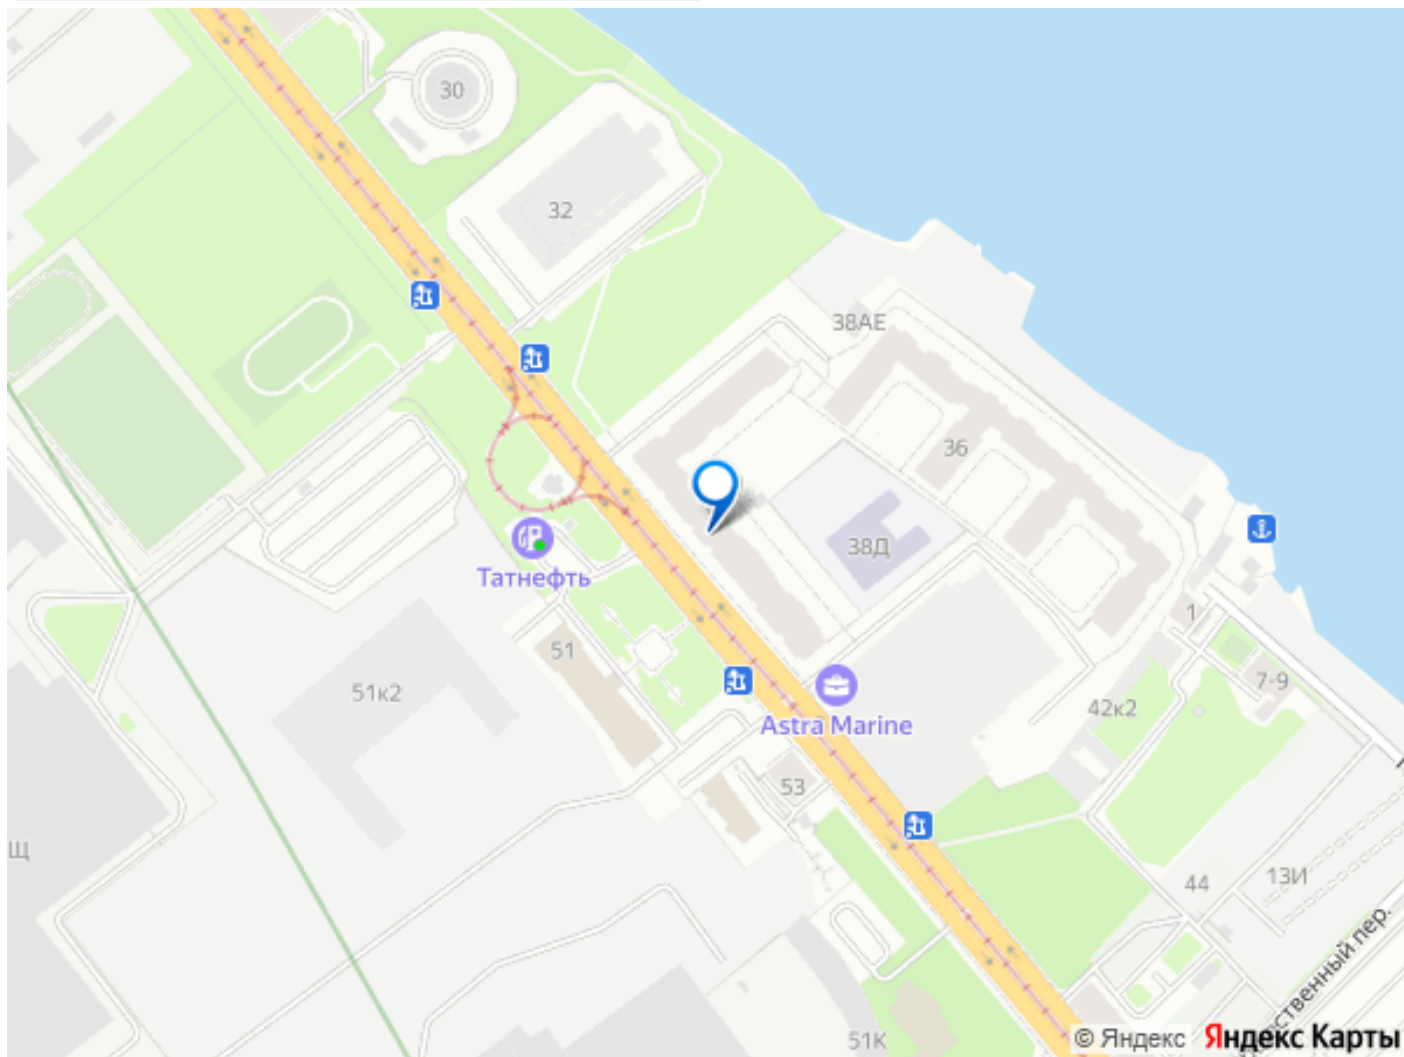 30
32
38АЕ
36
38Д
Татнефть
51
1
7-9
51к2
42к2
Astra Marine
53
Щ
44
13И
ственный пер.
51К
© Яндекс
Яндекс Карты